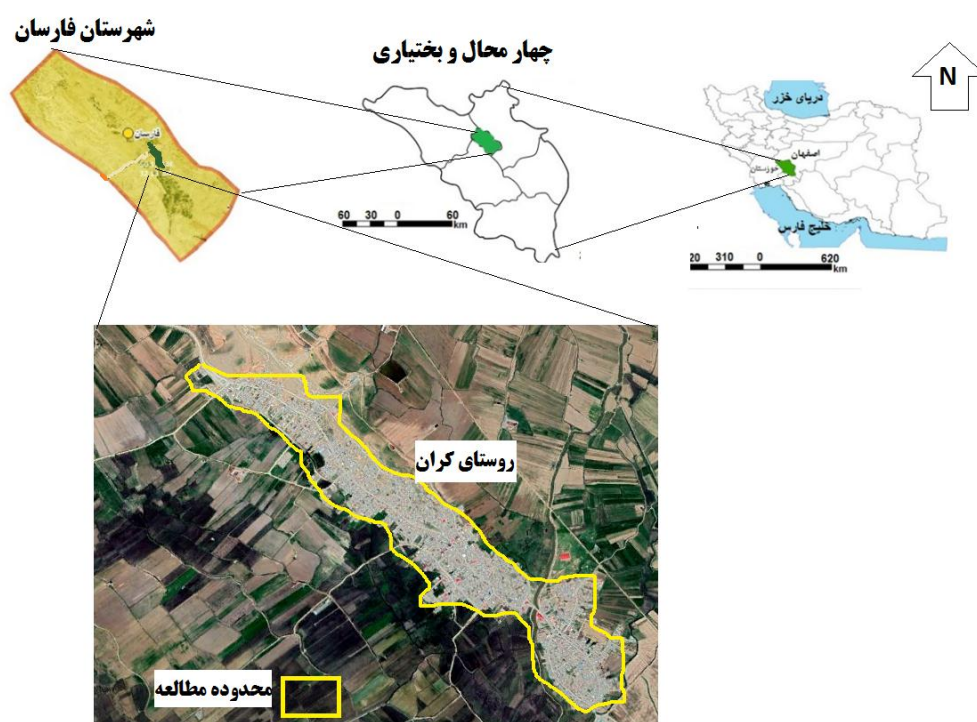 شهرستان فارسان
فارسان
چهار محال و بختیاری
60 30 0 60
km
N
دریای خزر
اصفهان
خوزستان
خلیج فارس
20 310 0 620
km
روستای کران
محدوده مطالعه